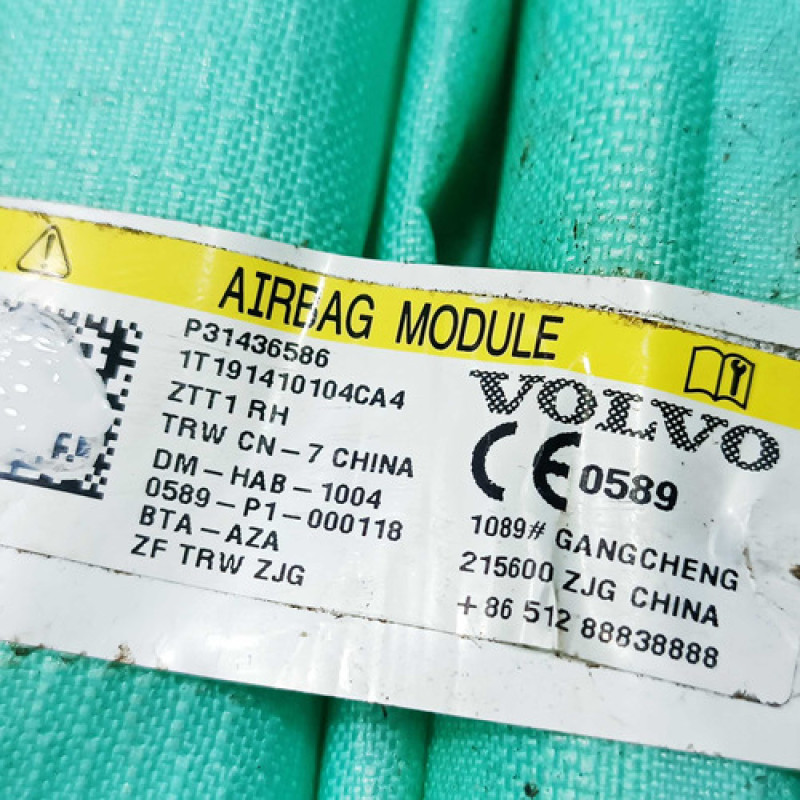 AIRBAG MODULE
P31436586
1T191410104CA4
ZTT1 RH
TRW CN-7 CHINA
DM-HAB-1004
0589-P1-000118
BTA-AZA
ZF TRW ZJG
VOLVO
CE 0589
1089# GANGCHENG
215600 ZJG CHINA
+86 512 88838888